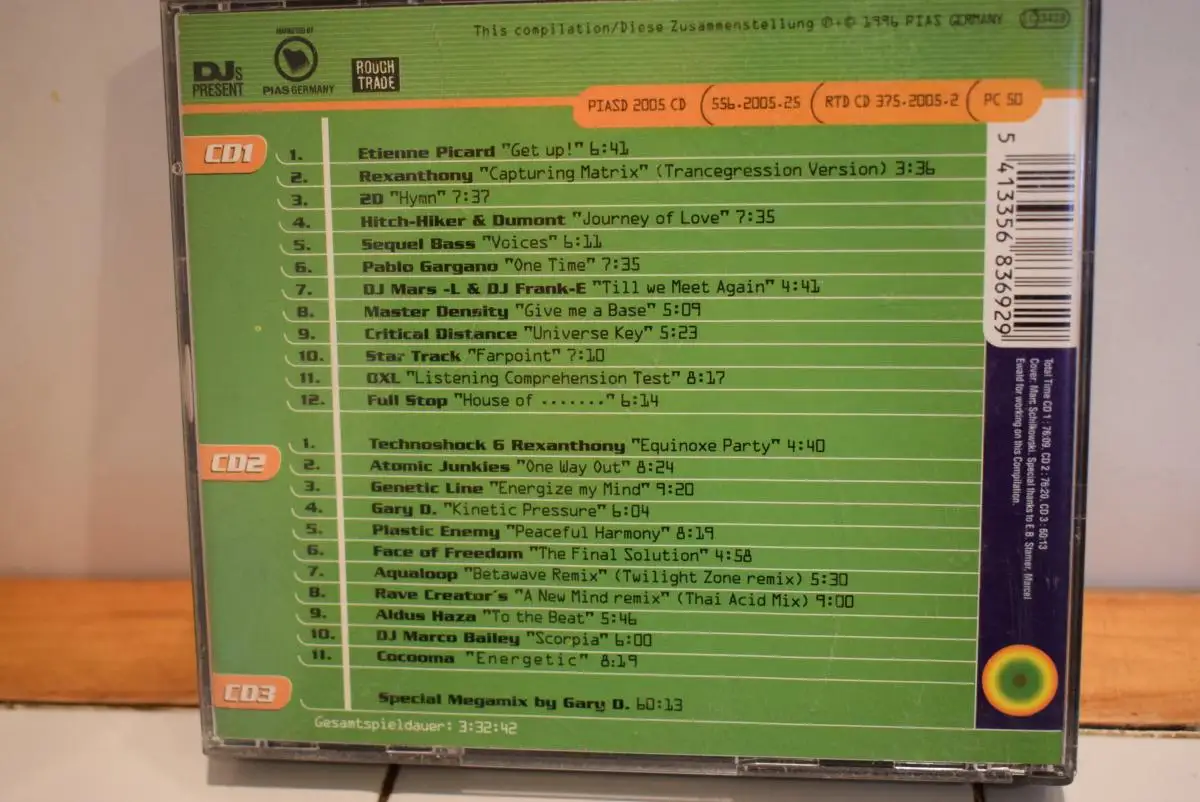 This compilation/Diese Zusammenstellung ℗+© 1996 PIAS GERMANY
DJs
PRESENT
MARKETED BY
PIAS GERMANY
ROUGH
TRADE
PIASD 2005 CD
556.2005.25
RTD CD 375.2005.2
PC 50
CD1
1. Etienne Picard "Get up!" 6:41
2. Rexanthony "Capturing Matrix" (Trancegression Version) 3:36
3. 2D "Hymn" 7:37
4. Hitch-Hiker & Dumont "Journey of Love" 7:35
5. Sequel Bass "Voices" 6:11
6. Pablo Gargano "One Time" 7:35
7. DJ Mars -L & DJ Frank-E "Till we Meet Again" 4:41
8. Master Density "Give me a Base" 5:09
9. Critical Distance "Universe Key" 5:23
10. Star Track "Farpoint" 7:10
11. OXL "Listening Comprehension Test" 8:17
12. Full Stop "House of ·······" 6:14
CD2
1. Technoshock & Rexanthony "Equinoxe Party" 4:40
2. Atomic Junkies "One Way Out" 8:24
3. Genetic Line "Energize my Mind" 9:20
4. Gary D. "Kinetic Pressure" 6:04
5. Plastic Enemy "Peaceful Harmony" 8:19
6. Face of Freedom "The Final Solution" 4:58
7. Aqualoop "Betawave Remix" (Twilight Zone remix) 5:30
8. Rave Creator's "A New Mind remix" (Thai Acid Mix) 9:00
9. Aldus Haza "To the Beat" 5:46
10. DJ Marco Bailey "Scorpia" 6:00
11. Cocooma "Energetic" 8:19
CD3
Special Megamix by Gary D. 60:13
Gesamtspieldauer: 3:32:42
5 413356 836929
Total Time CD 1: 76:09, CD 2: 76:20, CD 3: 60:13
Cover: Marc Schilkowski. Special thanks to E.B. Stamer, Marcel
Ewald for working on this Compilation.